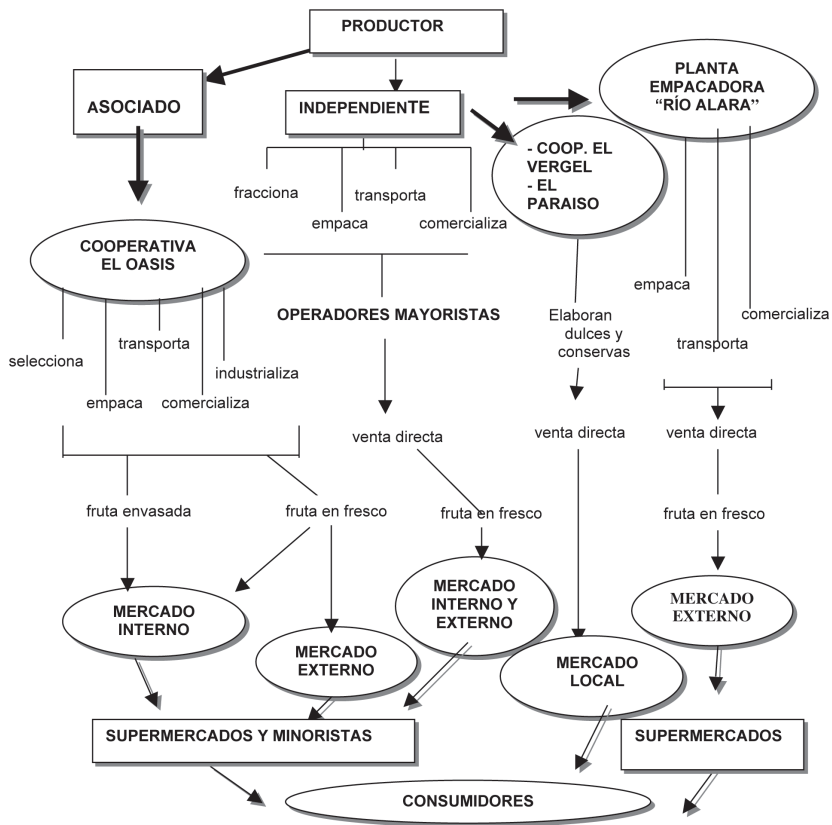 PRODUCTOR
ASOCIADO
INDEPENDIENTE
PLANTA
EMPACADORA
“RÍO ALARA”
- COOP. EL
VERGEL
- EL
PARAISO
fracciona
empaca
transporta
comercializa
COOPERATIVA
EL OASIS
selecciona
empaca
transporta
comercializa
industrializa
OPERADORES MAYORISTAS
Elaboran
dulces y
conservas
empaca
transporta
comercializa
venta directa
venta directa
venta directa
fruta envasada
fruta en fresco
fruta en fresco
fruta en fresco
MERCADO
INTERNO
MERCADO
EXTERNO
MERCADO
INTERNO Y
EXTERNO
MERCADO
LOCAL
MERCADO
EXTERNO
SUPERMERCADOS Y MINORISTAS
SUPERMERCADOS
CONSUMIDORES